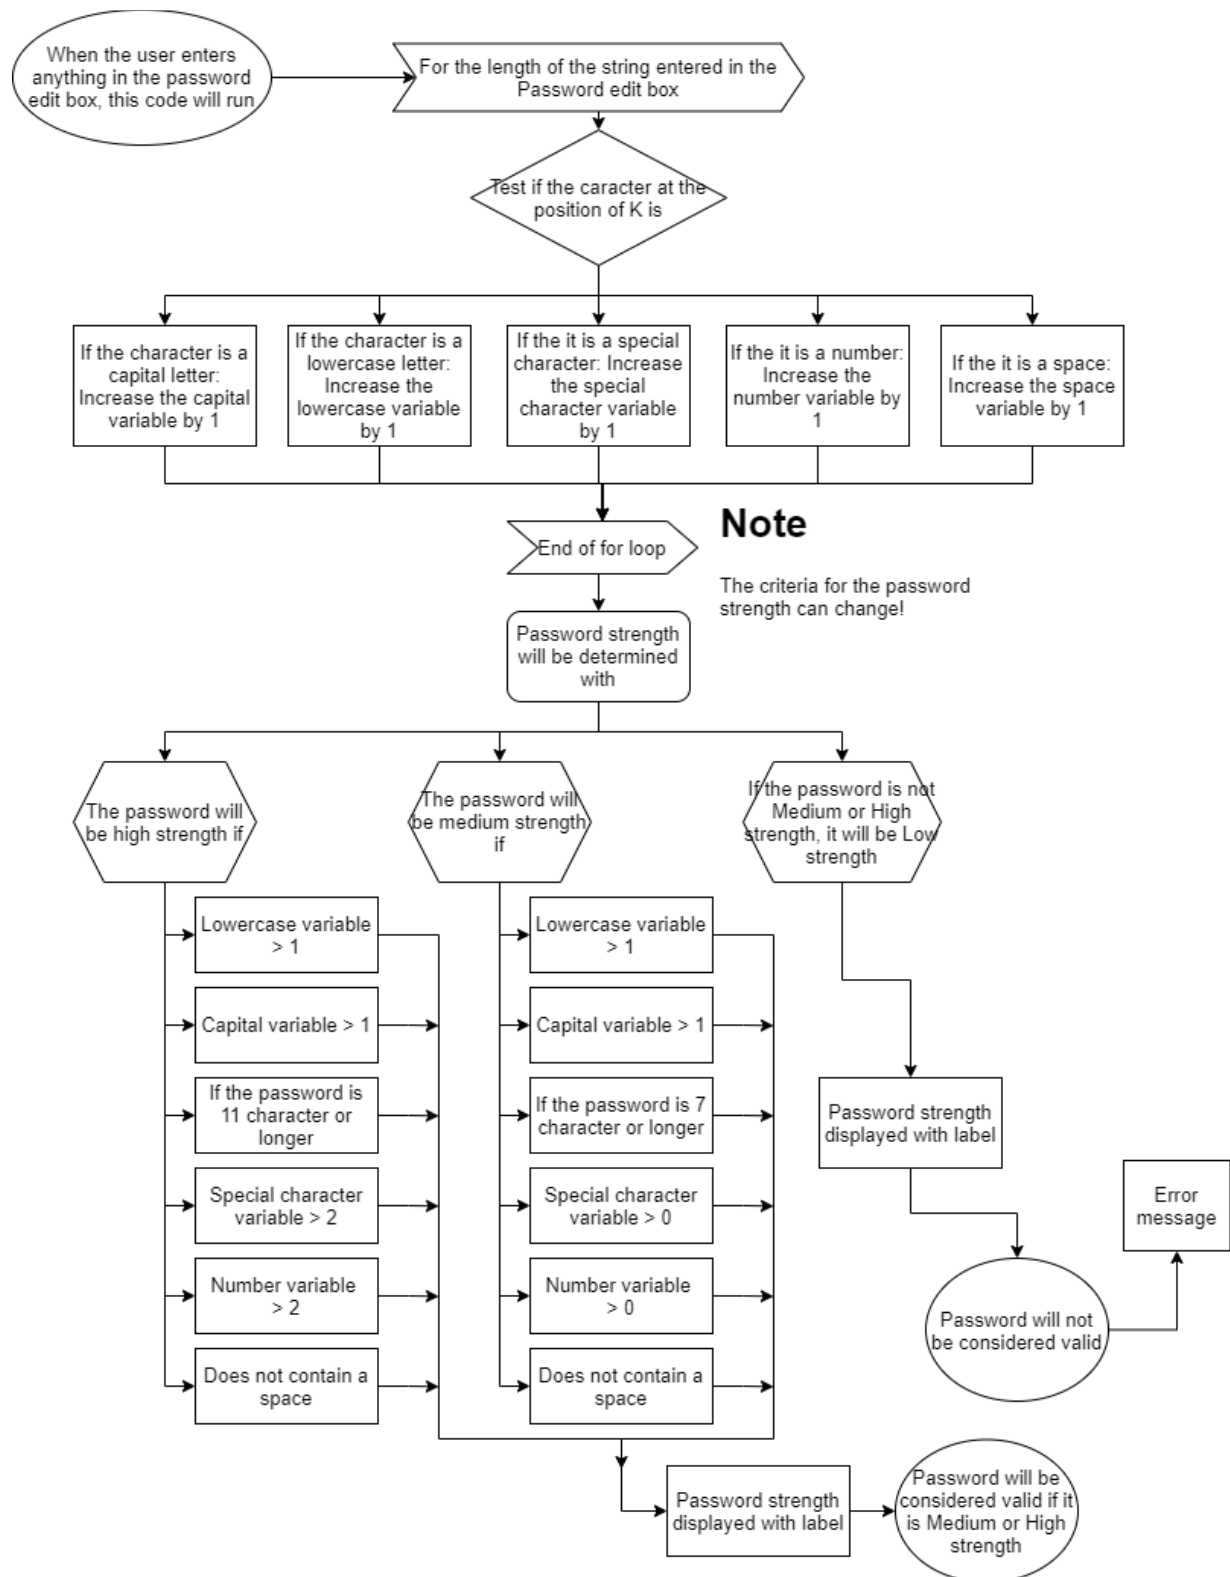 When the user enters
anything in the password
edit box, this code will run
For the length of the string entered in the
Password edit box
Test if the caracter at the
position of K is
If the character is a
capital letter:
Increase the capital
variable by 1
If the character is a
lowercase letter:
Increase the
lowercase variable
by 1
If the it is a special
character: Increase
the special
character variable
by 1
If the it is a number:
Increase the
number variable by
1
If the it is a space:
Increase the space
variable by 1
End of for loop
Note
The criteria for the password
strength can change!
Password strength
will be determined
with
The password will
be high strength if
The password will
be medium strength
if
If the password is not
Medium or High
strength, it will be Low
strength
Lowercase variable
> 1
Capital variable > 1
If the password is
11 character or
longer
Special character
variable > 2
Number variable
> 2
Does not contain a
space
Lowercase variable
> 1
Capital variable > 1
If the password is 7
character or longer
Special character
variable > 0
Number variable
> 0
Does not contain a
space
Password strength
displayed with label
Error
message
Password will not
be considered valid
Password strength
displayed with label
Password will be
considered valid if it
is Medium or High
strength